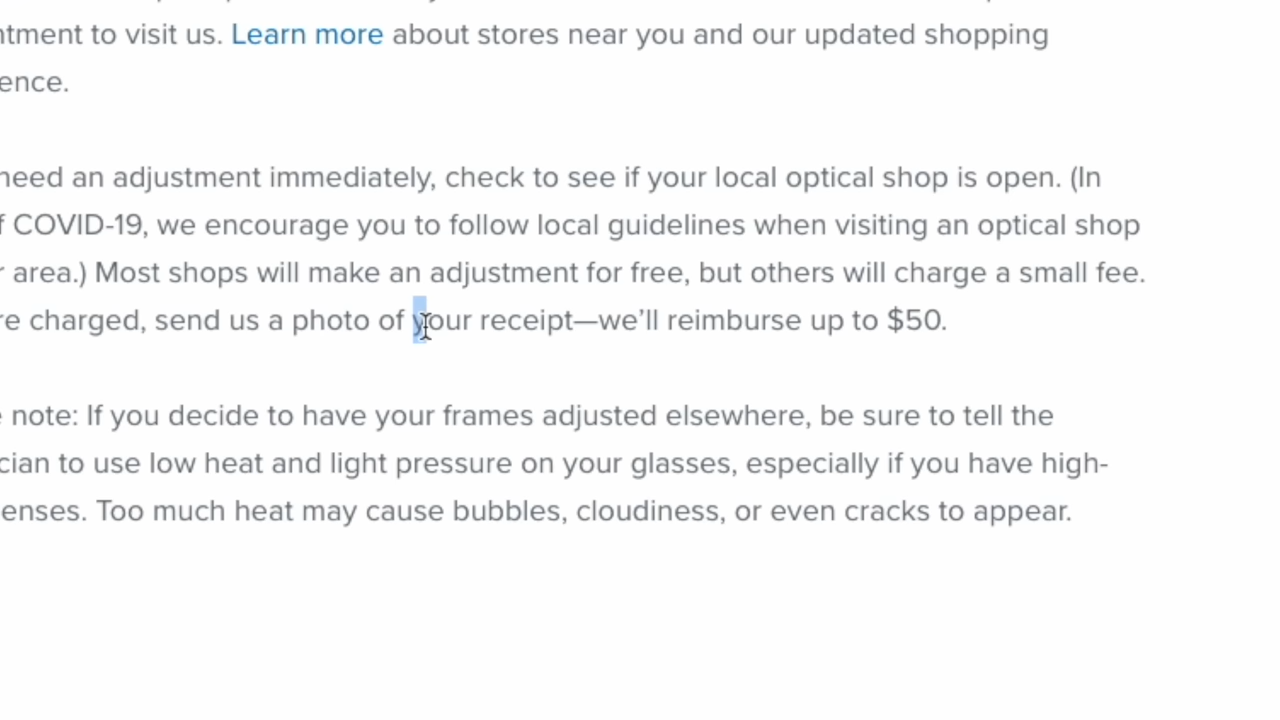 ntment to visit us. Learn more about stores near you and our updated shopping
ence.
need an adjustment immediately, check to see if your local optical shop is open. (In
f COVID-19, we encourage you to follow local guidelines when visiting an optical shop
r area.) Most shops will make an adjustment for free, but others will charge a small fee.
re charged, send us a photo of your receipt—we’ll reimburse up to $50.
e note: If you decide to have your frames adjusted elsewhere, be sure to tell the
cian to use low heat and light pressure on your glasses, especially if you have high-
enses. Too much heat may cause bubbles, cloudiness, or even cracks to appear.